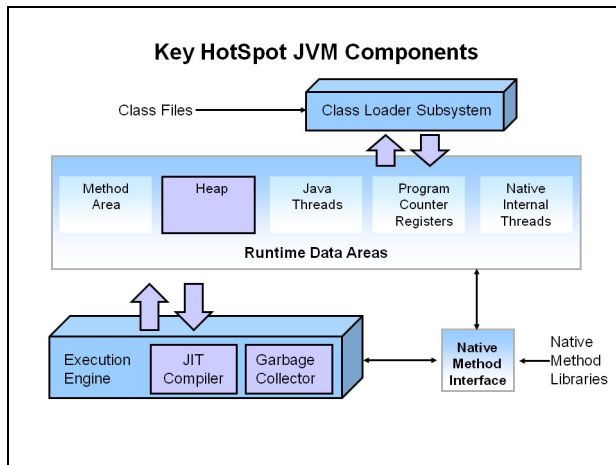 Key HotSpot JVM Components
Class Files
Class Loader Subsystem
Method
Area
Heap
Java
Threads
Program
Counter
Registers
Native
Internal
Threads
Runtime Data Areas
Execution
Engine
JIT
Compiler
Garbage
Collector
Native
Method
Interface
Native
Method
Libraries